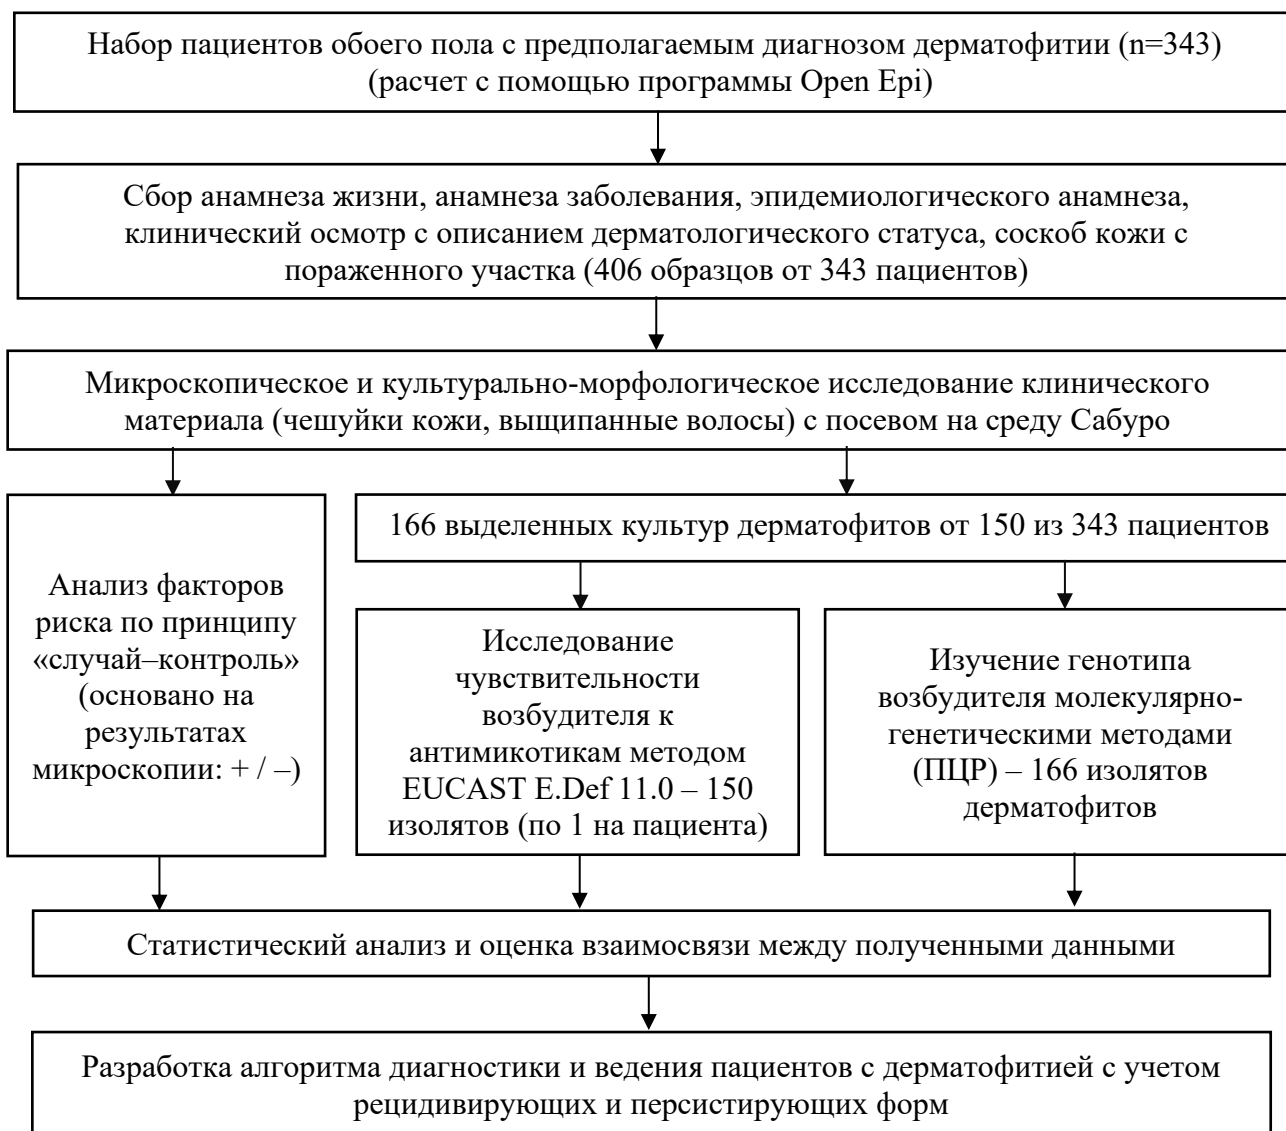 Набор пациентов обоего пола с предполагаемым диагнозом дерматофитии (n=343)
(расчет с помощью программы Open Epi)
Сбор анамнеза жизни, анамнеза заболевания, эпидемиологического анамнеза,
клинический осмотр с описанием дерматологического статуса, соскоб кожи с
пораженного участка (406 образцов от 343 пациентов)
Микроскопическое и культурально-морфологическое исследование клинического
материала (чешуйки кожи, выщипанные волосы) с посевом на среду Сабуро
Анализ факторов
риска по принципу
«случай–контроль»
(основано на
результатах
микроскопии: + / –)
166 выделенных культур дерматофитов от 150 из 343 пациентов
Исследование
чувствительности
возбудителя к
антимикотикам методом
EUCAST E.Def 11.0 – 150
изолятов (по 1 на пациента)
Изучение генотипа
возбудителя молекулярно-
генетическими методами
(ПЦР) – 166 изолятов
дерматофитов
Статистический анализ и оценка взаимосвязи между полученными данными
Разработка алгоритма диагностики и ведения пациентов с дерматофитией с учетом
рецидивирующих и персистирующих форм